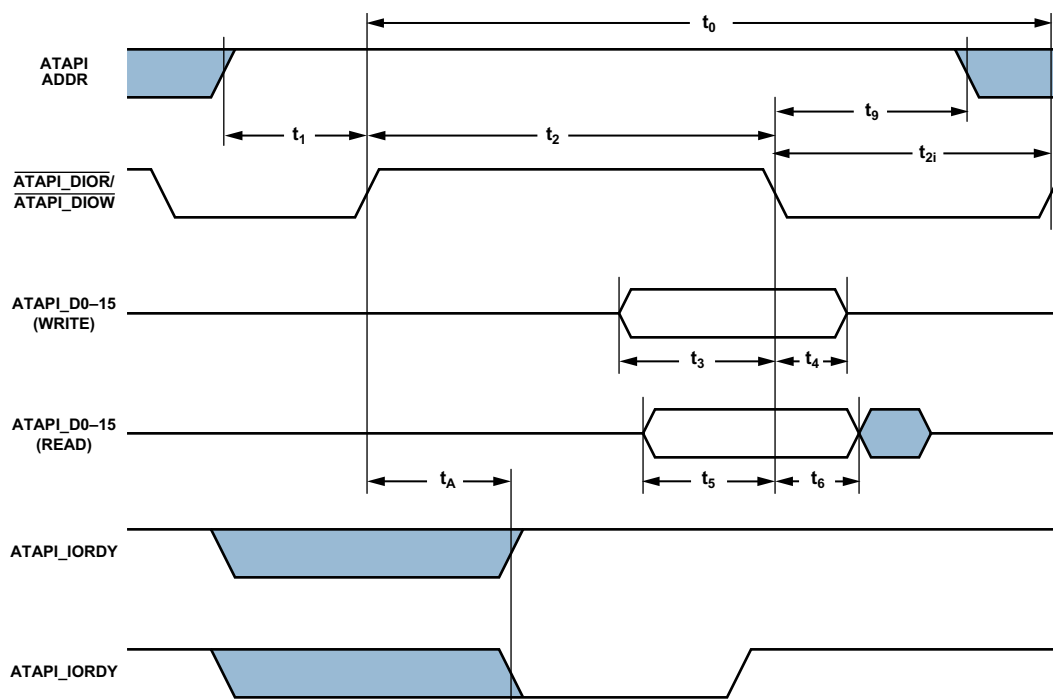 t0
ATAPI
ADDR
t9
t1
t2
t2i
ATAPI_DIOR/
ATAPI_DIOW
ATAPI_D0–15
(WRITE)
t3
t4
ATAPI_D0–15
(READ)
tA
t5
t6
ATAPI_IORDY
ATAPI_IORDY